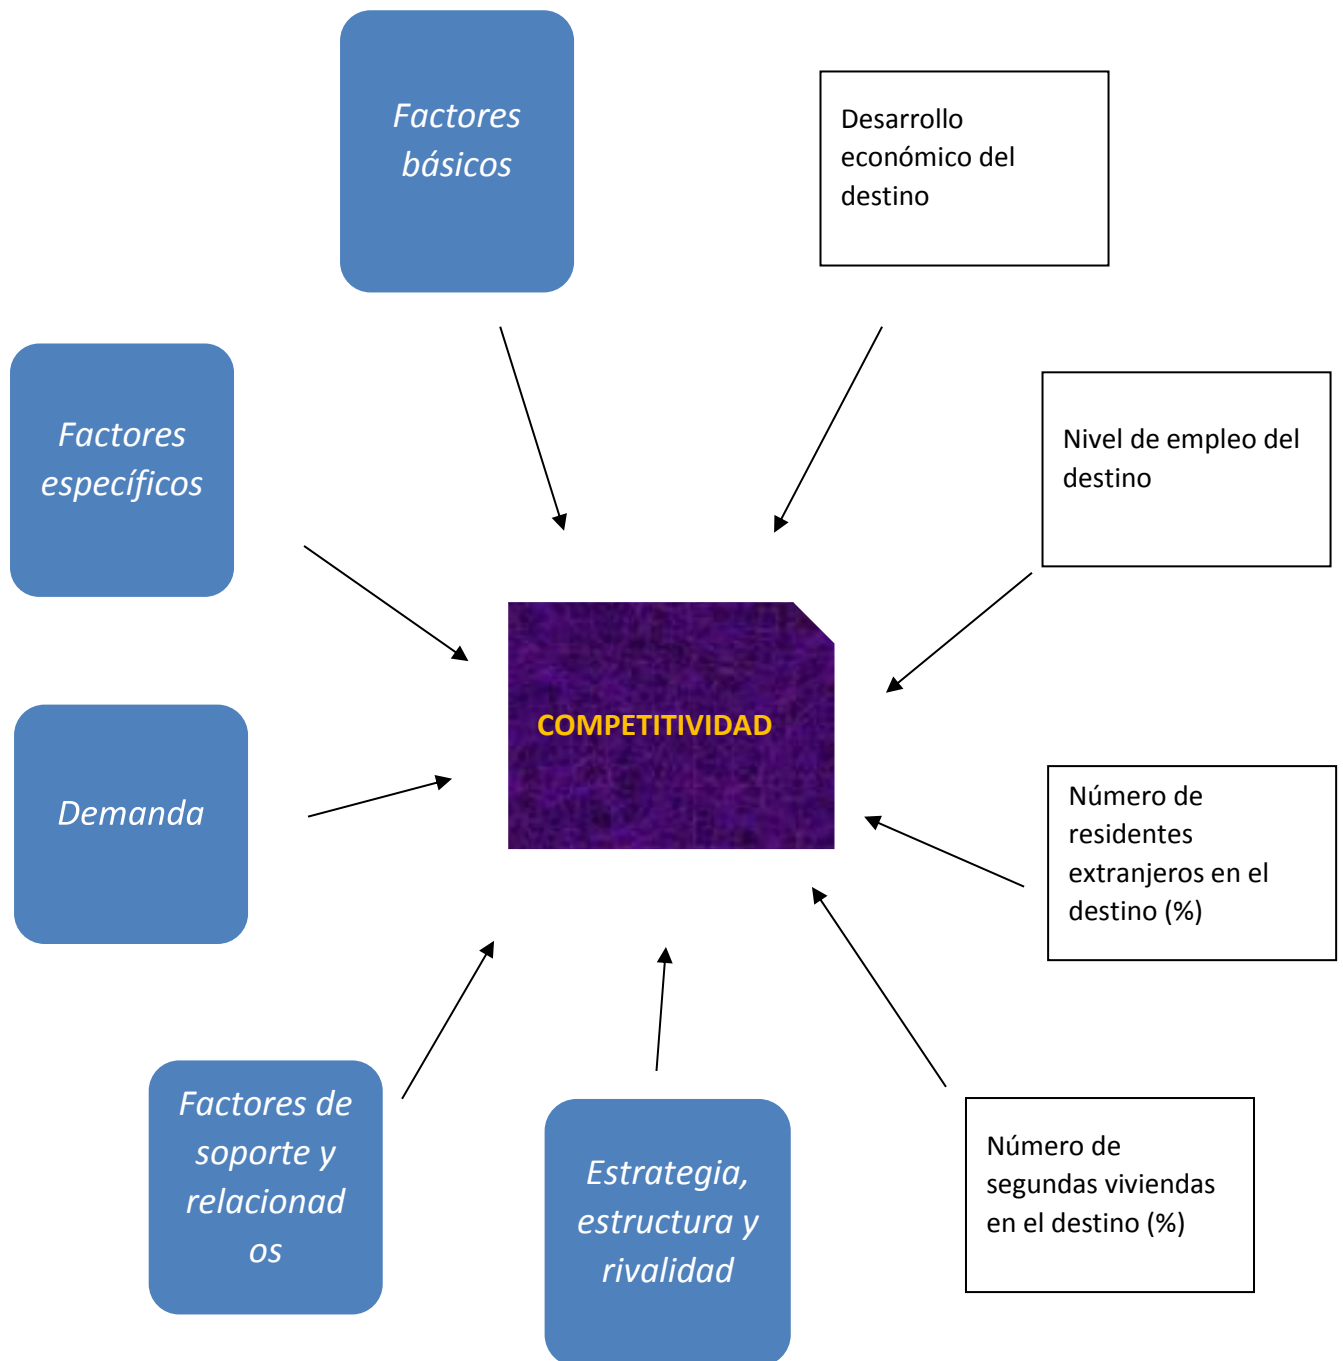 Factores
básicos
Desarrollo
económico del
destino
Factores
específicos
Nivel de empleo del
destino
COMPETITIVIDAD
Demanda
Número de
residentes
extranjeros en el
destino (%)
Factores de
soporte y
relacionad
os
Estrategia,
estructura y
rivalidad
Número de
segundas viviendas
en el destino (%)